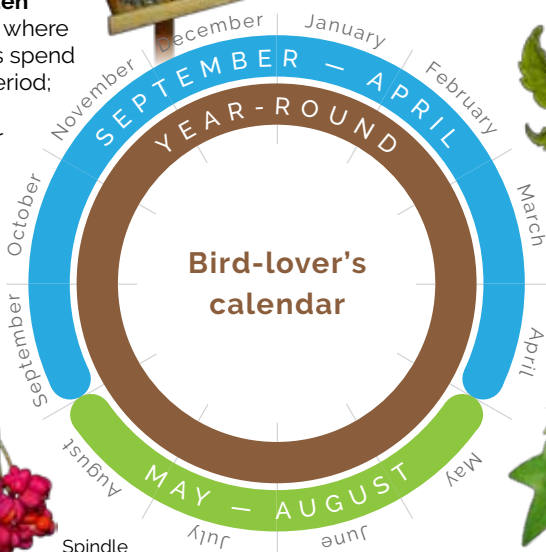 where
spend
December
January
February
March
April
May
June
July
August
September
October
November
SEPTEMBER — APRIL
YEAR-ROUND
Bird-lover's
calendar
MAY — AUGUST
Spindle